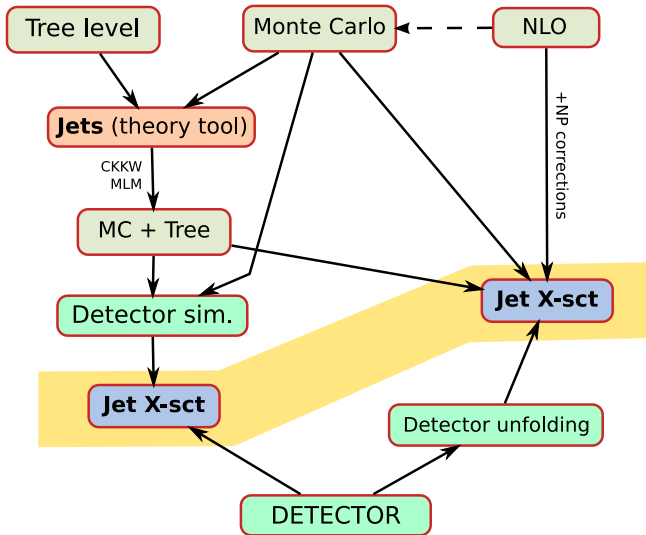 Tree level
Monte Carlo
NLO
Jets (theory tool)
+NP corrections
CKKW
MLM
MC + Tree
Detector sim.
Jet X-sct
Jet X-sct
Detector unfolding
DETECTOR